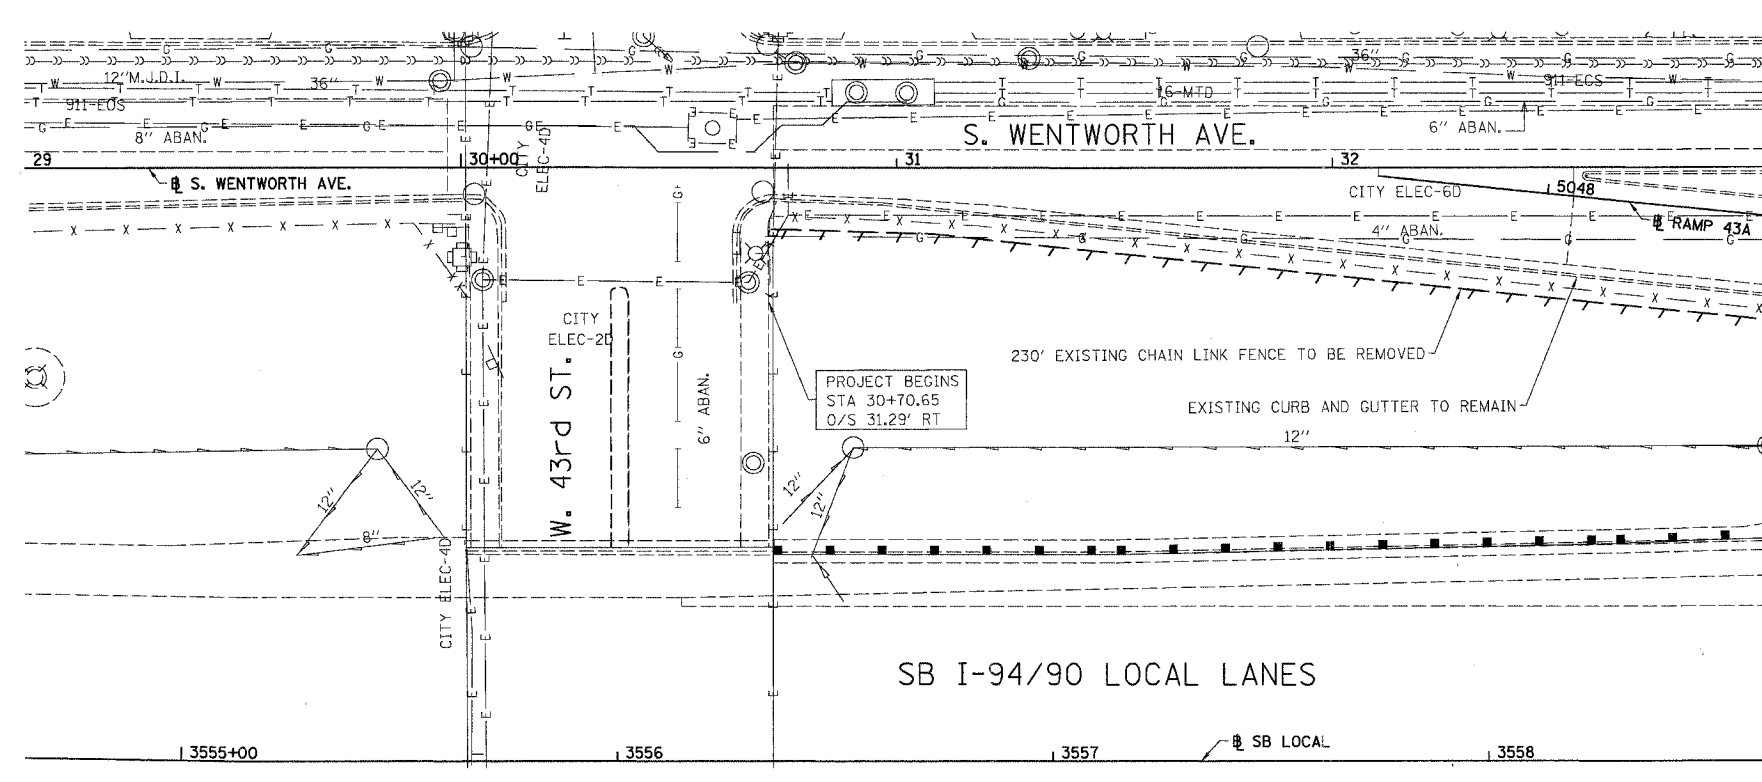 12" M.J.D.I.
36"
36"
911-ECS
911-EOS
16-MTD
8" ABAN.
6" ABAN.
S. WENTWORTH AVE.
CITY
ELEC-4D
29
30+00
31
32
℄ S. WENTWORTH AVE.
CITY ELEC-6D
5048
℄ RAMP 43A
4" ABAN.
CITY
ELEC-2D
230' EXISTING CHAIN LINK FENCE TO BE REMOVED
PROJECT BEGINS
STA 30+70.65
O/S 31.29' RT
EXISTING CURB AND GUTTER TO REMAIN
W. 43rd ST.
6" ABAN.
12"
12"
12"
8"
12"
12"
CITY ELEC-4D
SB I-94/90 LOCAL LANES
℄ SB LOCAL
3555+00
3556
3557
3558